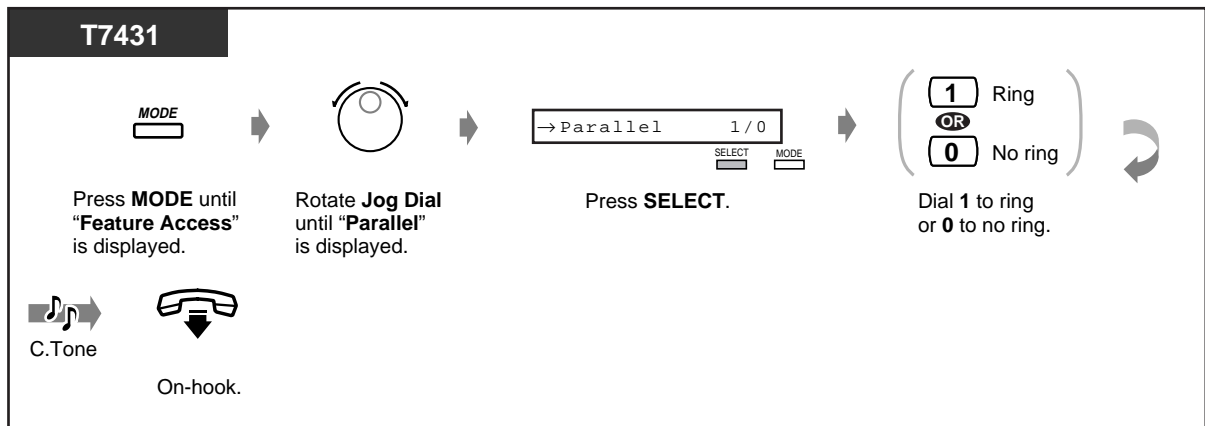 T7431
MODE
Press MODE until
“Feature Access”
is displayed.
Rotate Jog Dial
until “Parallel”
is displayed.
→Parallel 1/0
SELECT MODE
Press SELECT.
1 Ring
OR
0 No ring
Dial 1 to ring
or 0 to no ring.
C.Tone
On-hook.